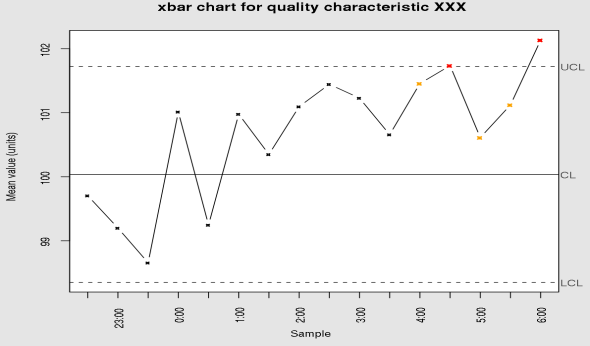 xbar chart for quality characteristic XXX
Mean value (units)
102
101
100
99
UCL
CL
LCL
23:00
0:00
1:00
2:00
3:00
4:00
5:00
6:00
Sample